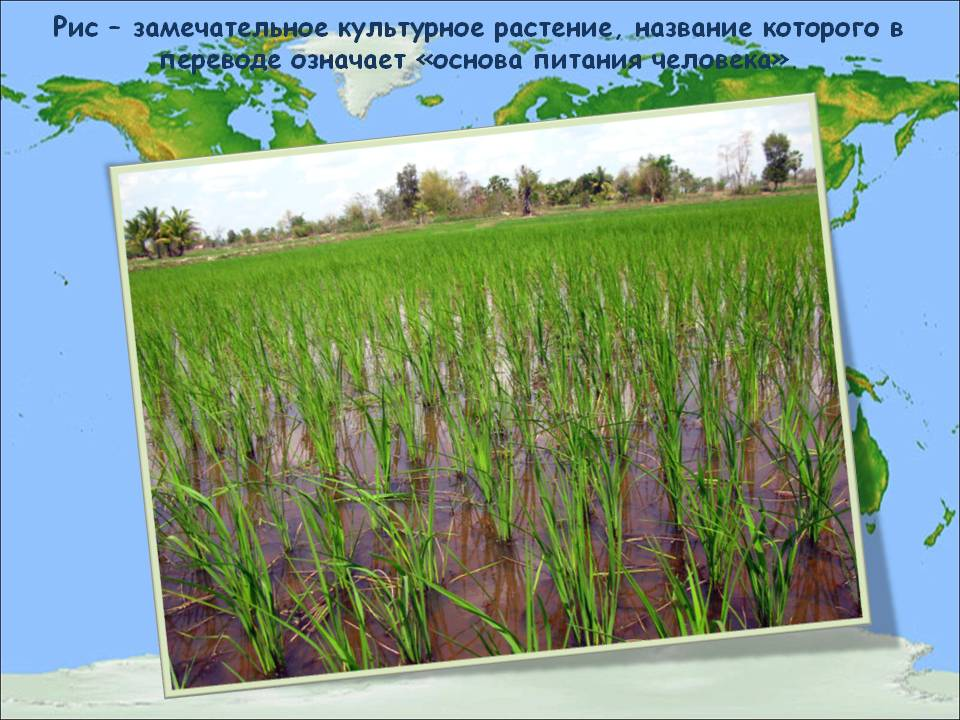 Рис – замечательное культурное растение, название которого в
переводе означает «основа питания человека»